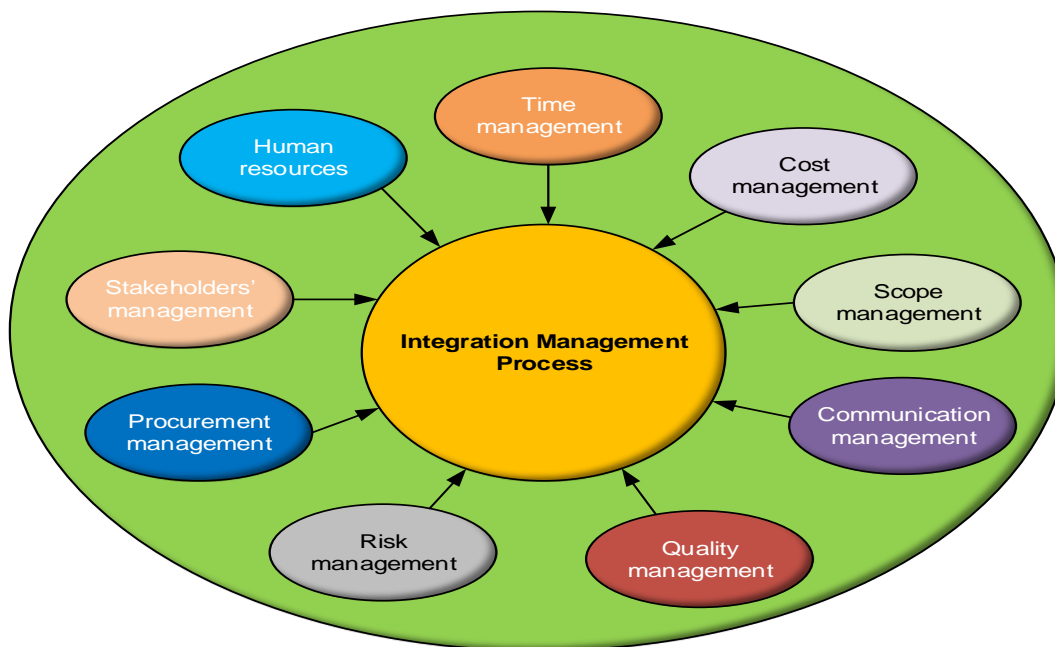 Time
management
Human
resources
Cost
management
Stakeholders'
management
Scope
management
Integration Management
Process
Procurement
management
Communication
management
Risk
management
Quality
management